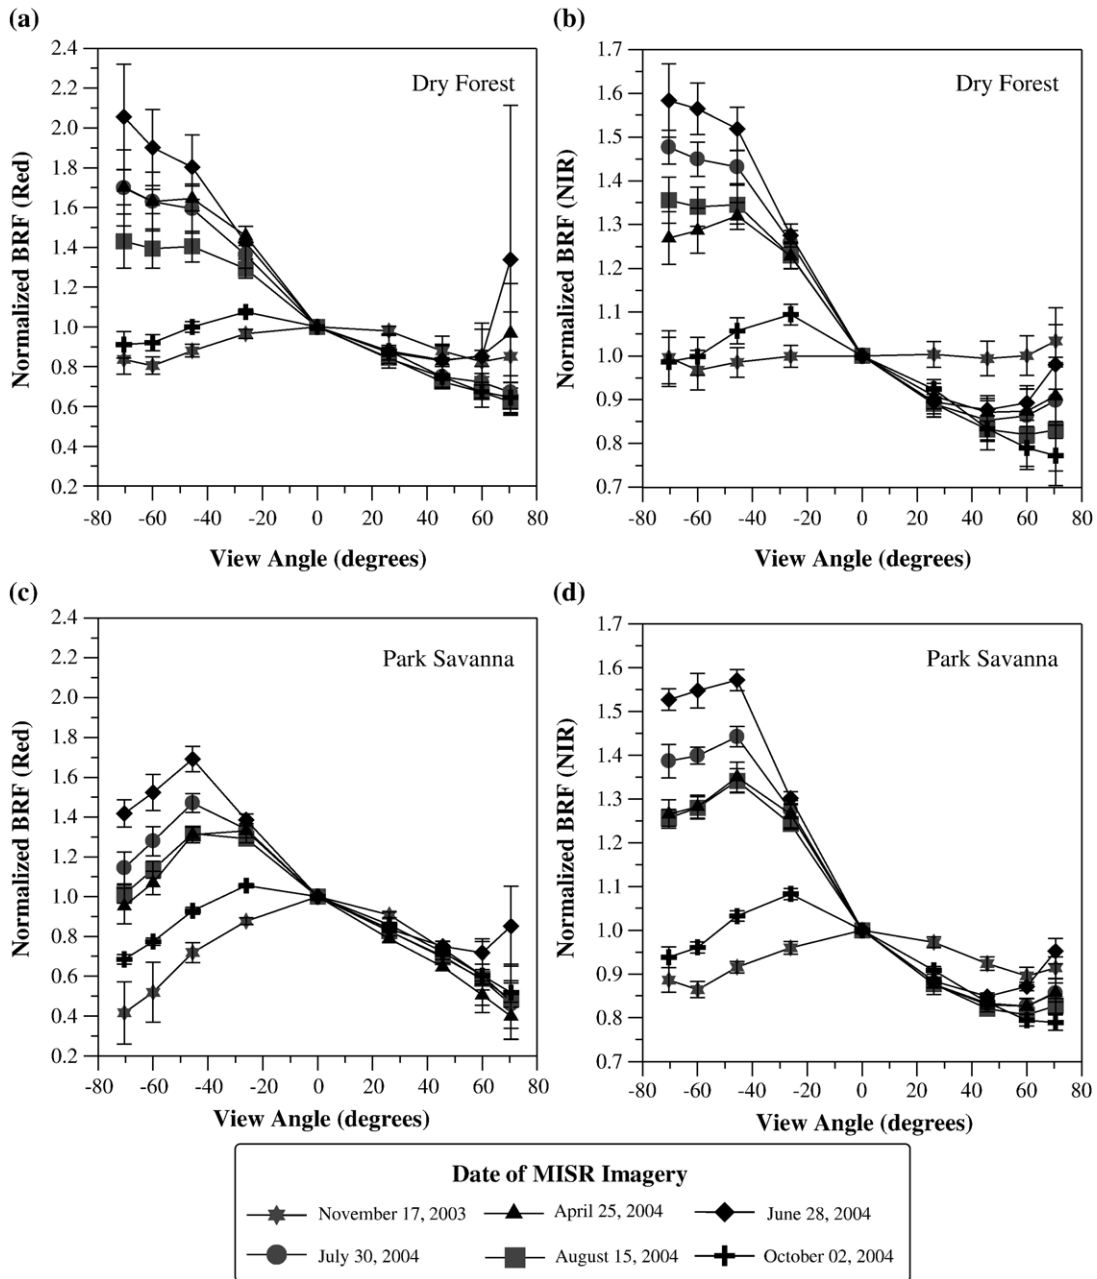 (a)
2.4
2.2
2.0
1.8
1.6
1.4
1.2
1.0
0.8
0.6
0.4
0.2
Normalized BRF (Red)
Dry Forest
-80 -60 -40 -20 0 20 40 60 80
View Angle (degrees)
(b)
1.7
1.6
1.5
1.4
1.3
1.2
1.1
1.0
0.9
0.8
0.7
Normalized BRF (NIR)
Dry Forest
-80 -60 -40 -20 0 20 40 60 80
View Angle (degrees)
(c)
2.4
2.2
2.0
1.8
1.6
1.4
1.2
1.0
0.8
0.6
0.4
0.2
Normalized BRF (Red)
Park Savanna
-80 -60 -40 -20 0 20 40 60 80
View Angle (degrees)
(d)
1.7
1.6
1.5
1.4
1.3
1.2
1.1
1.0
0.9
0.8
0.7
Normalized BRF (NIR)
Park Savanna
-80 -60 -40 -20 0 20 40 60 80
View Angle (degrees)
Date of MISR Imagery
November 17, 2003 April 25, 2004 June 28, 2004
July 30, 2004 August 15, 2004 October 02, 2004